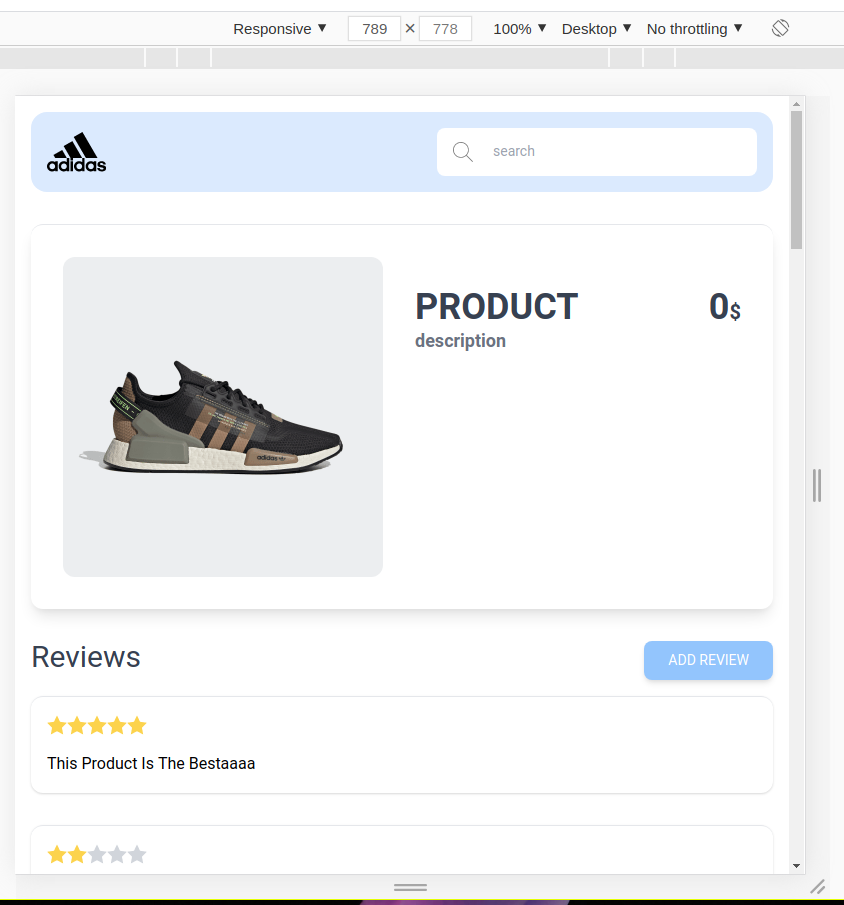 Responsive ▼ 789 × 778 100% ▼ Desktop ▼ No throttling ▼
adidas
search
PRODUCT 0$
description
adidas
Reviews
ADD REVIEW
This Product Is The Bestaaaa